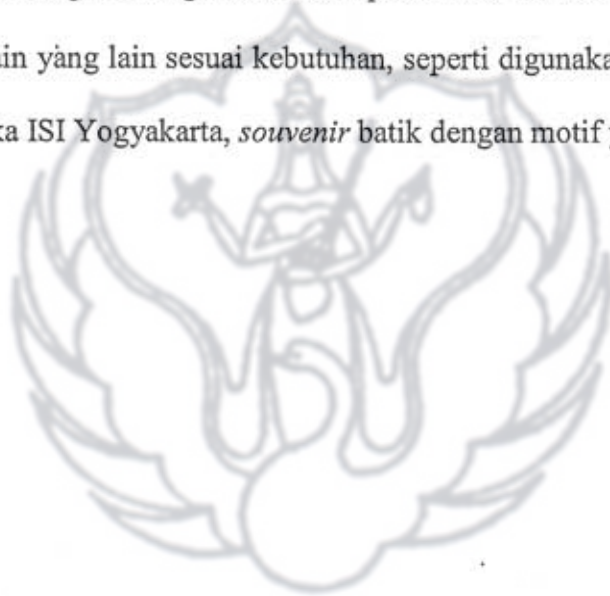 in yang lain sesuai kebutuhan, seperti digunaka
ka ISI Yogyakarta, souvenir batik dengan motif